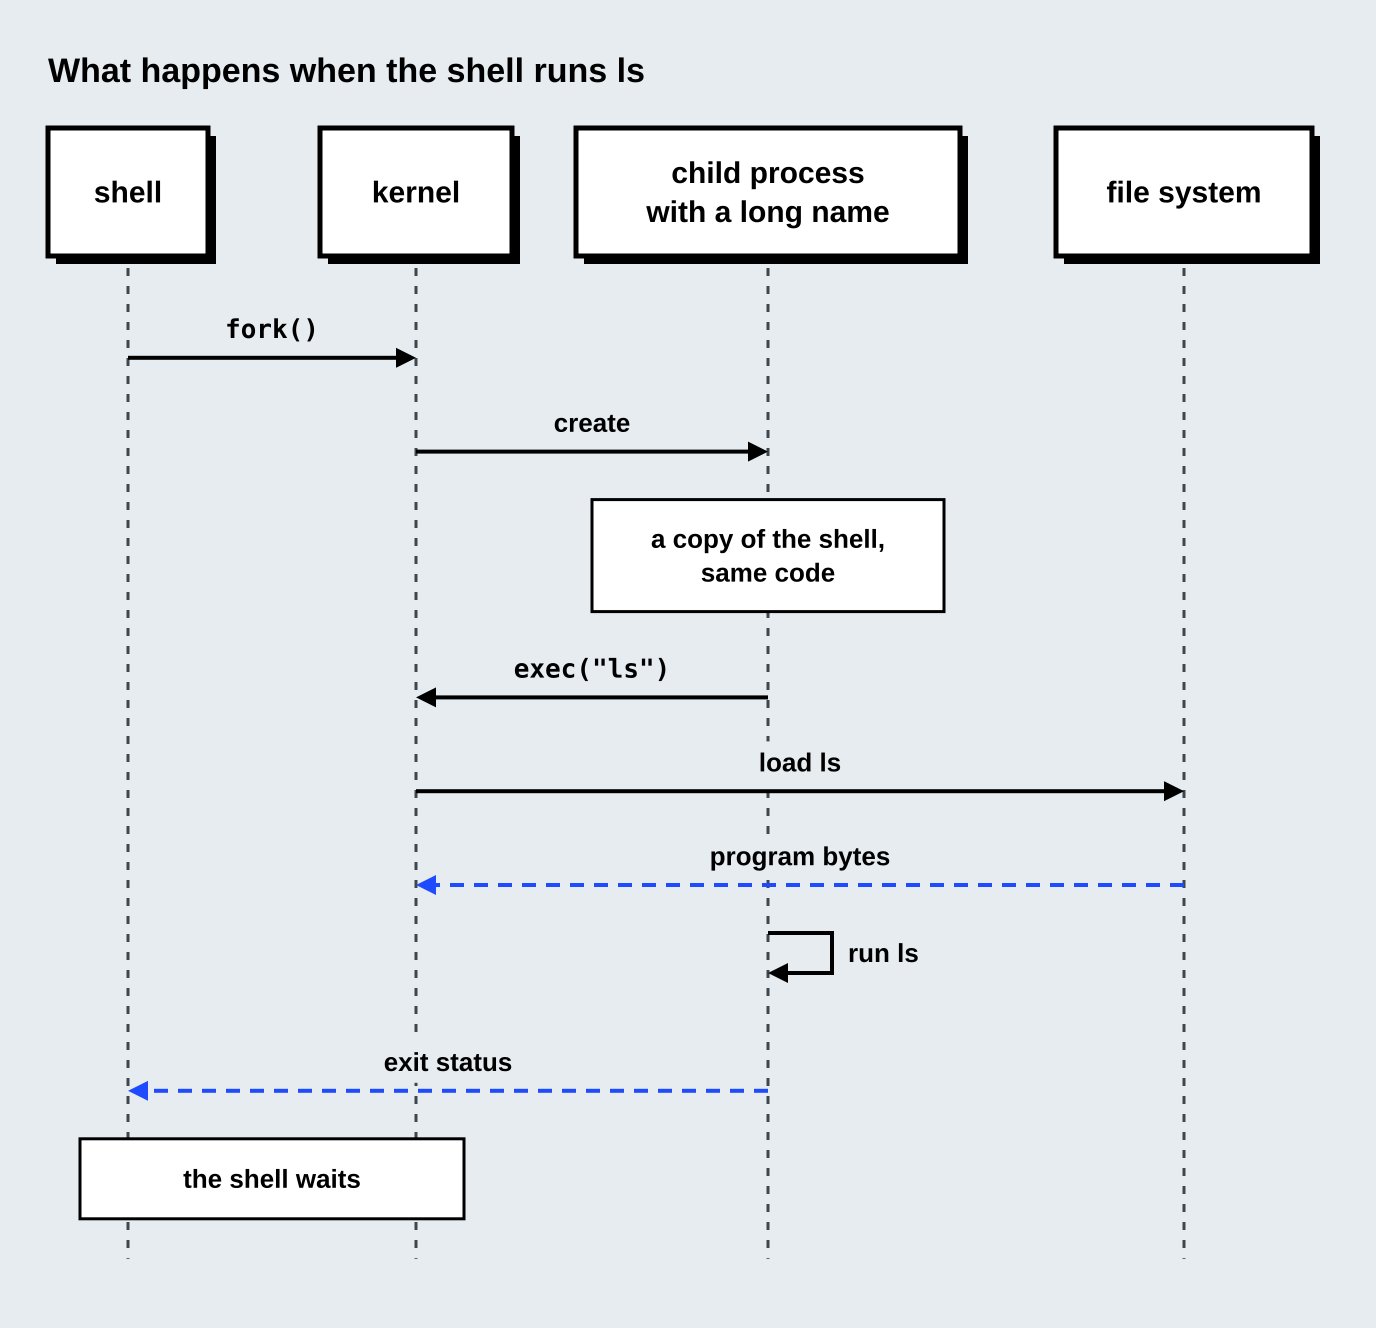 What happens when the shell runs ls
shell
kernel
child process
with a long name
file system
fork()
create
a copy of the shell,
same code
exec("ls")
load ls
program bytes
run ls
exit status
the shell waits